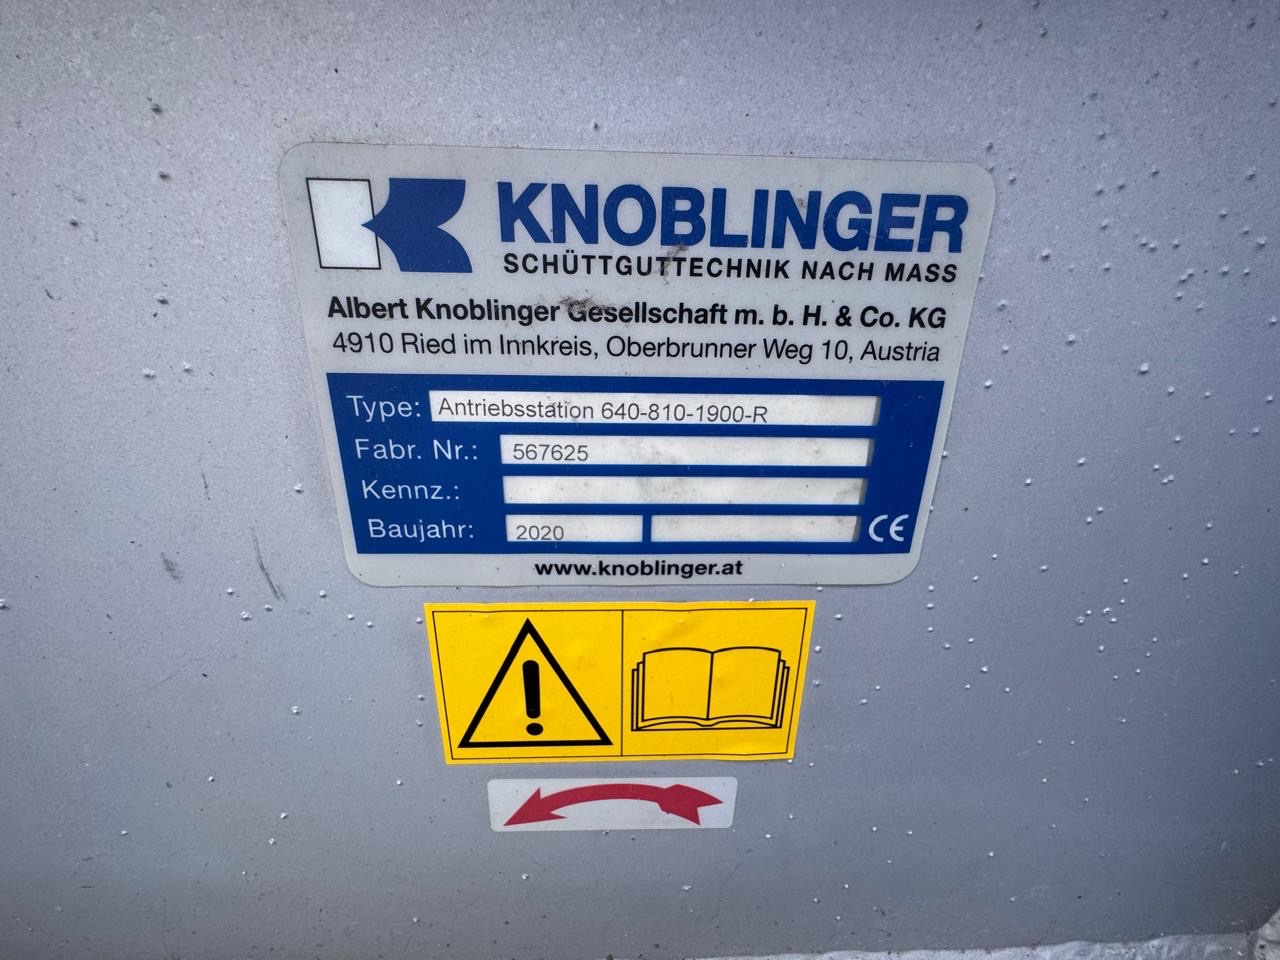 KNOBLINGER
SCHÜTTGUTTECHNIK NACH MASS
Albert Knoblinger Gesellschaft m. b. H. & Co. KG
4910 Ried im Innkreis, Oberbrunner Weg 10, Austria
Type: Antriebsstation 640-810-1900-R
Fabr. Nr.: 567625
Kennz.:
Baujahr: 2020 CE
www.knoblinger.at